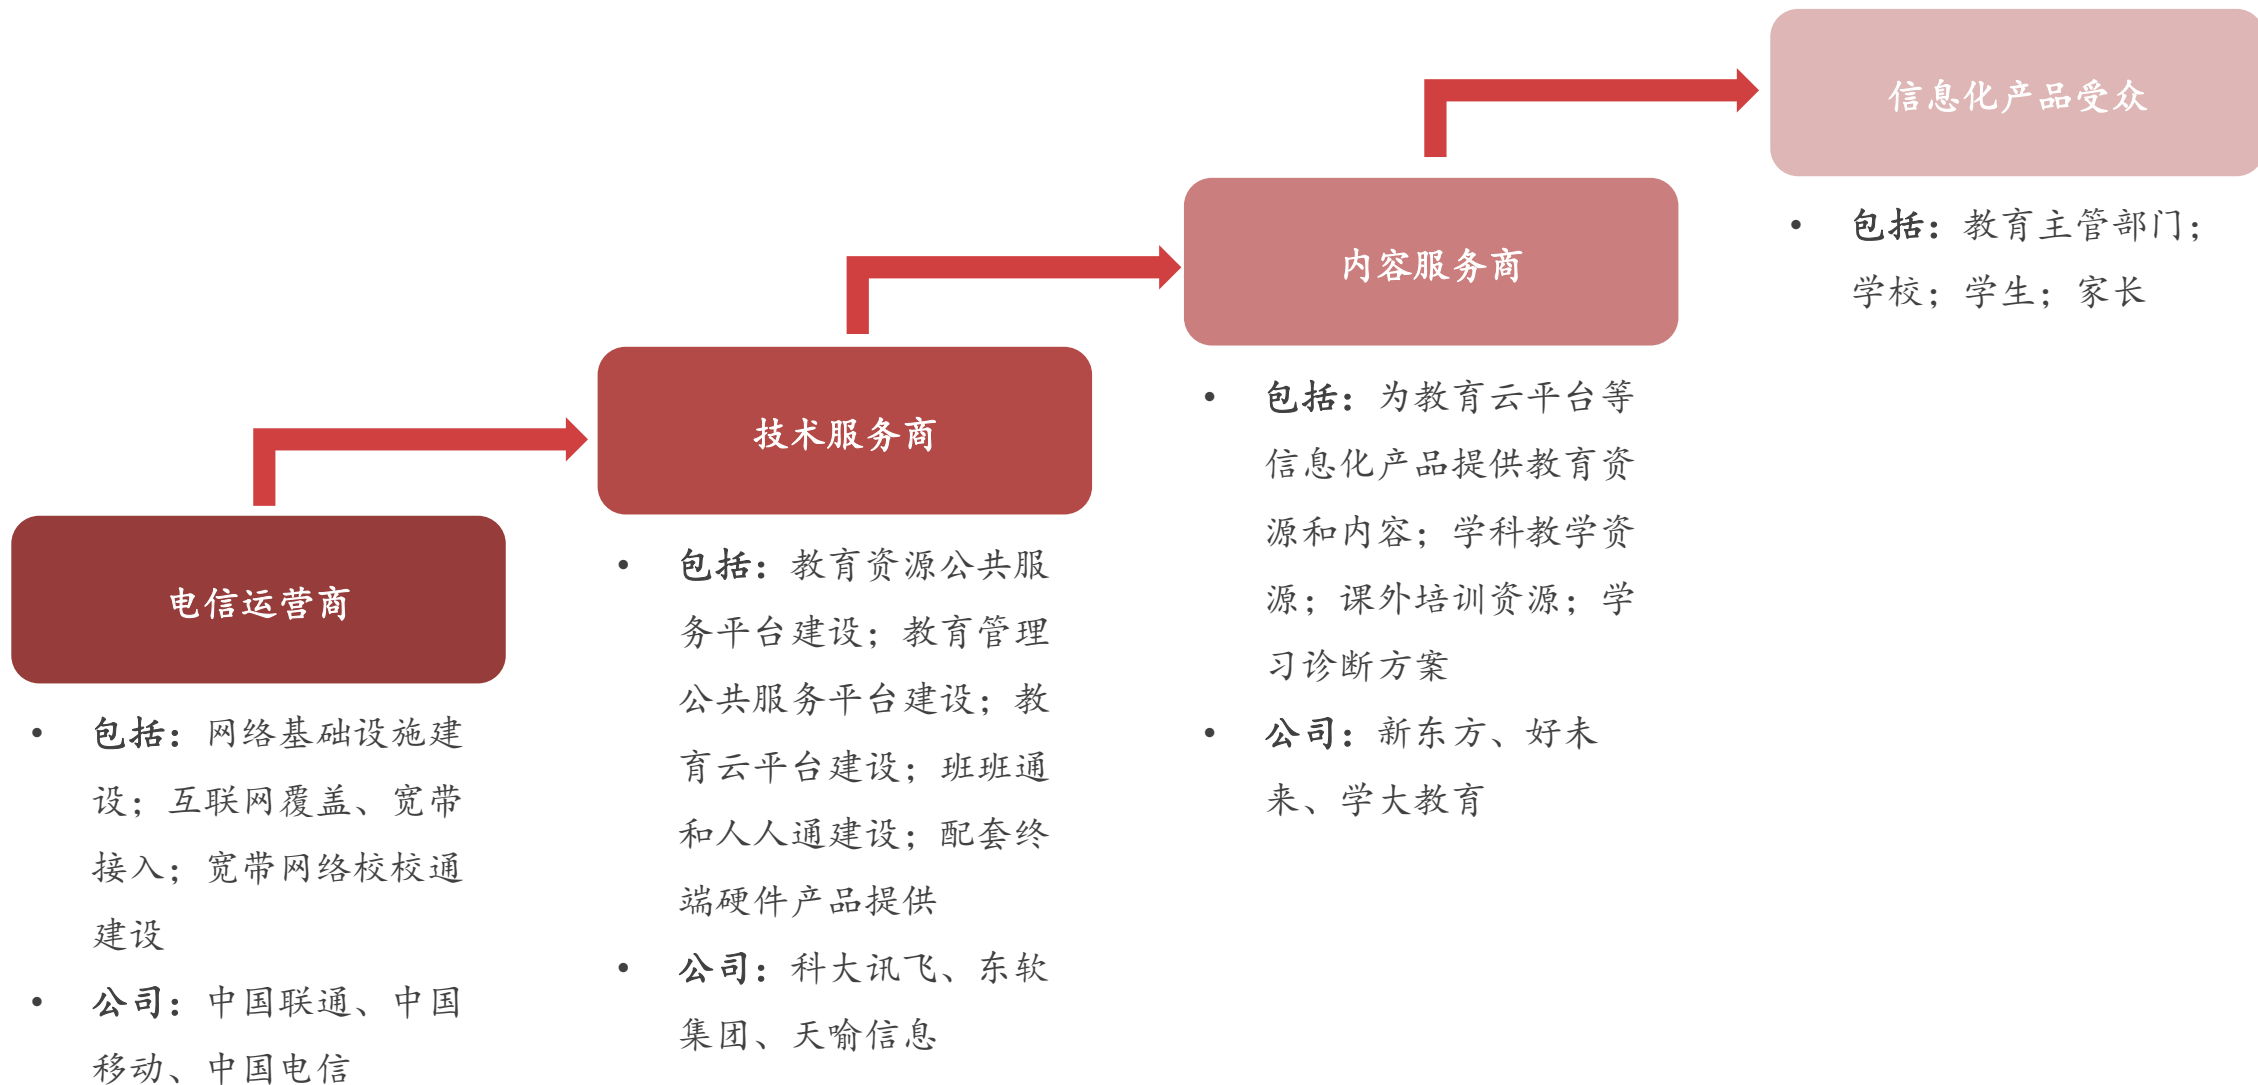 信息化产品受众
• 包括：教育主管部门；
学校；学生；家长
内容服务商
• 包括：为教育云平台等
信息化产品提供教育资
源和内容；学科教学资
源；课外培训资源；学
习诊断方案
• 公司：新东方、好未
来、学大教育
技术服务商
• 包括：教育资源公共服
务平台建设；教育管理
公共服务平台建设；教
育云平台建设；班班通
和人人通建设；配套终
端硬件产品提供
• 公司：科大讯飞、东软
集团、天喻信息
电信运营商
• 包括：网络基础设施建
设；互联网覆盖、宽带
接入；宽带网络校校通
建设
• 公司：中国联通、中国
移动、中国电信